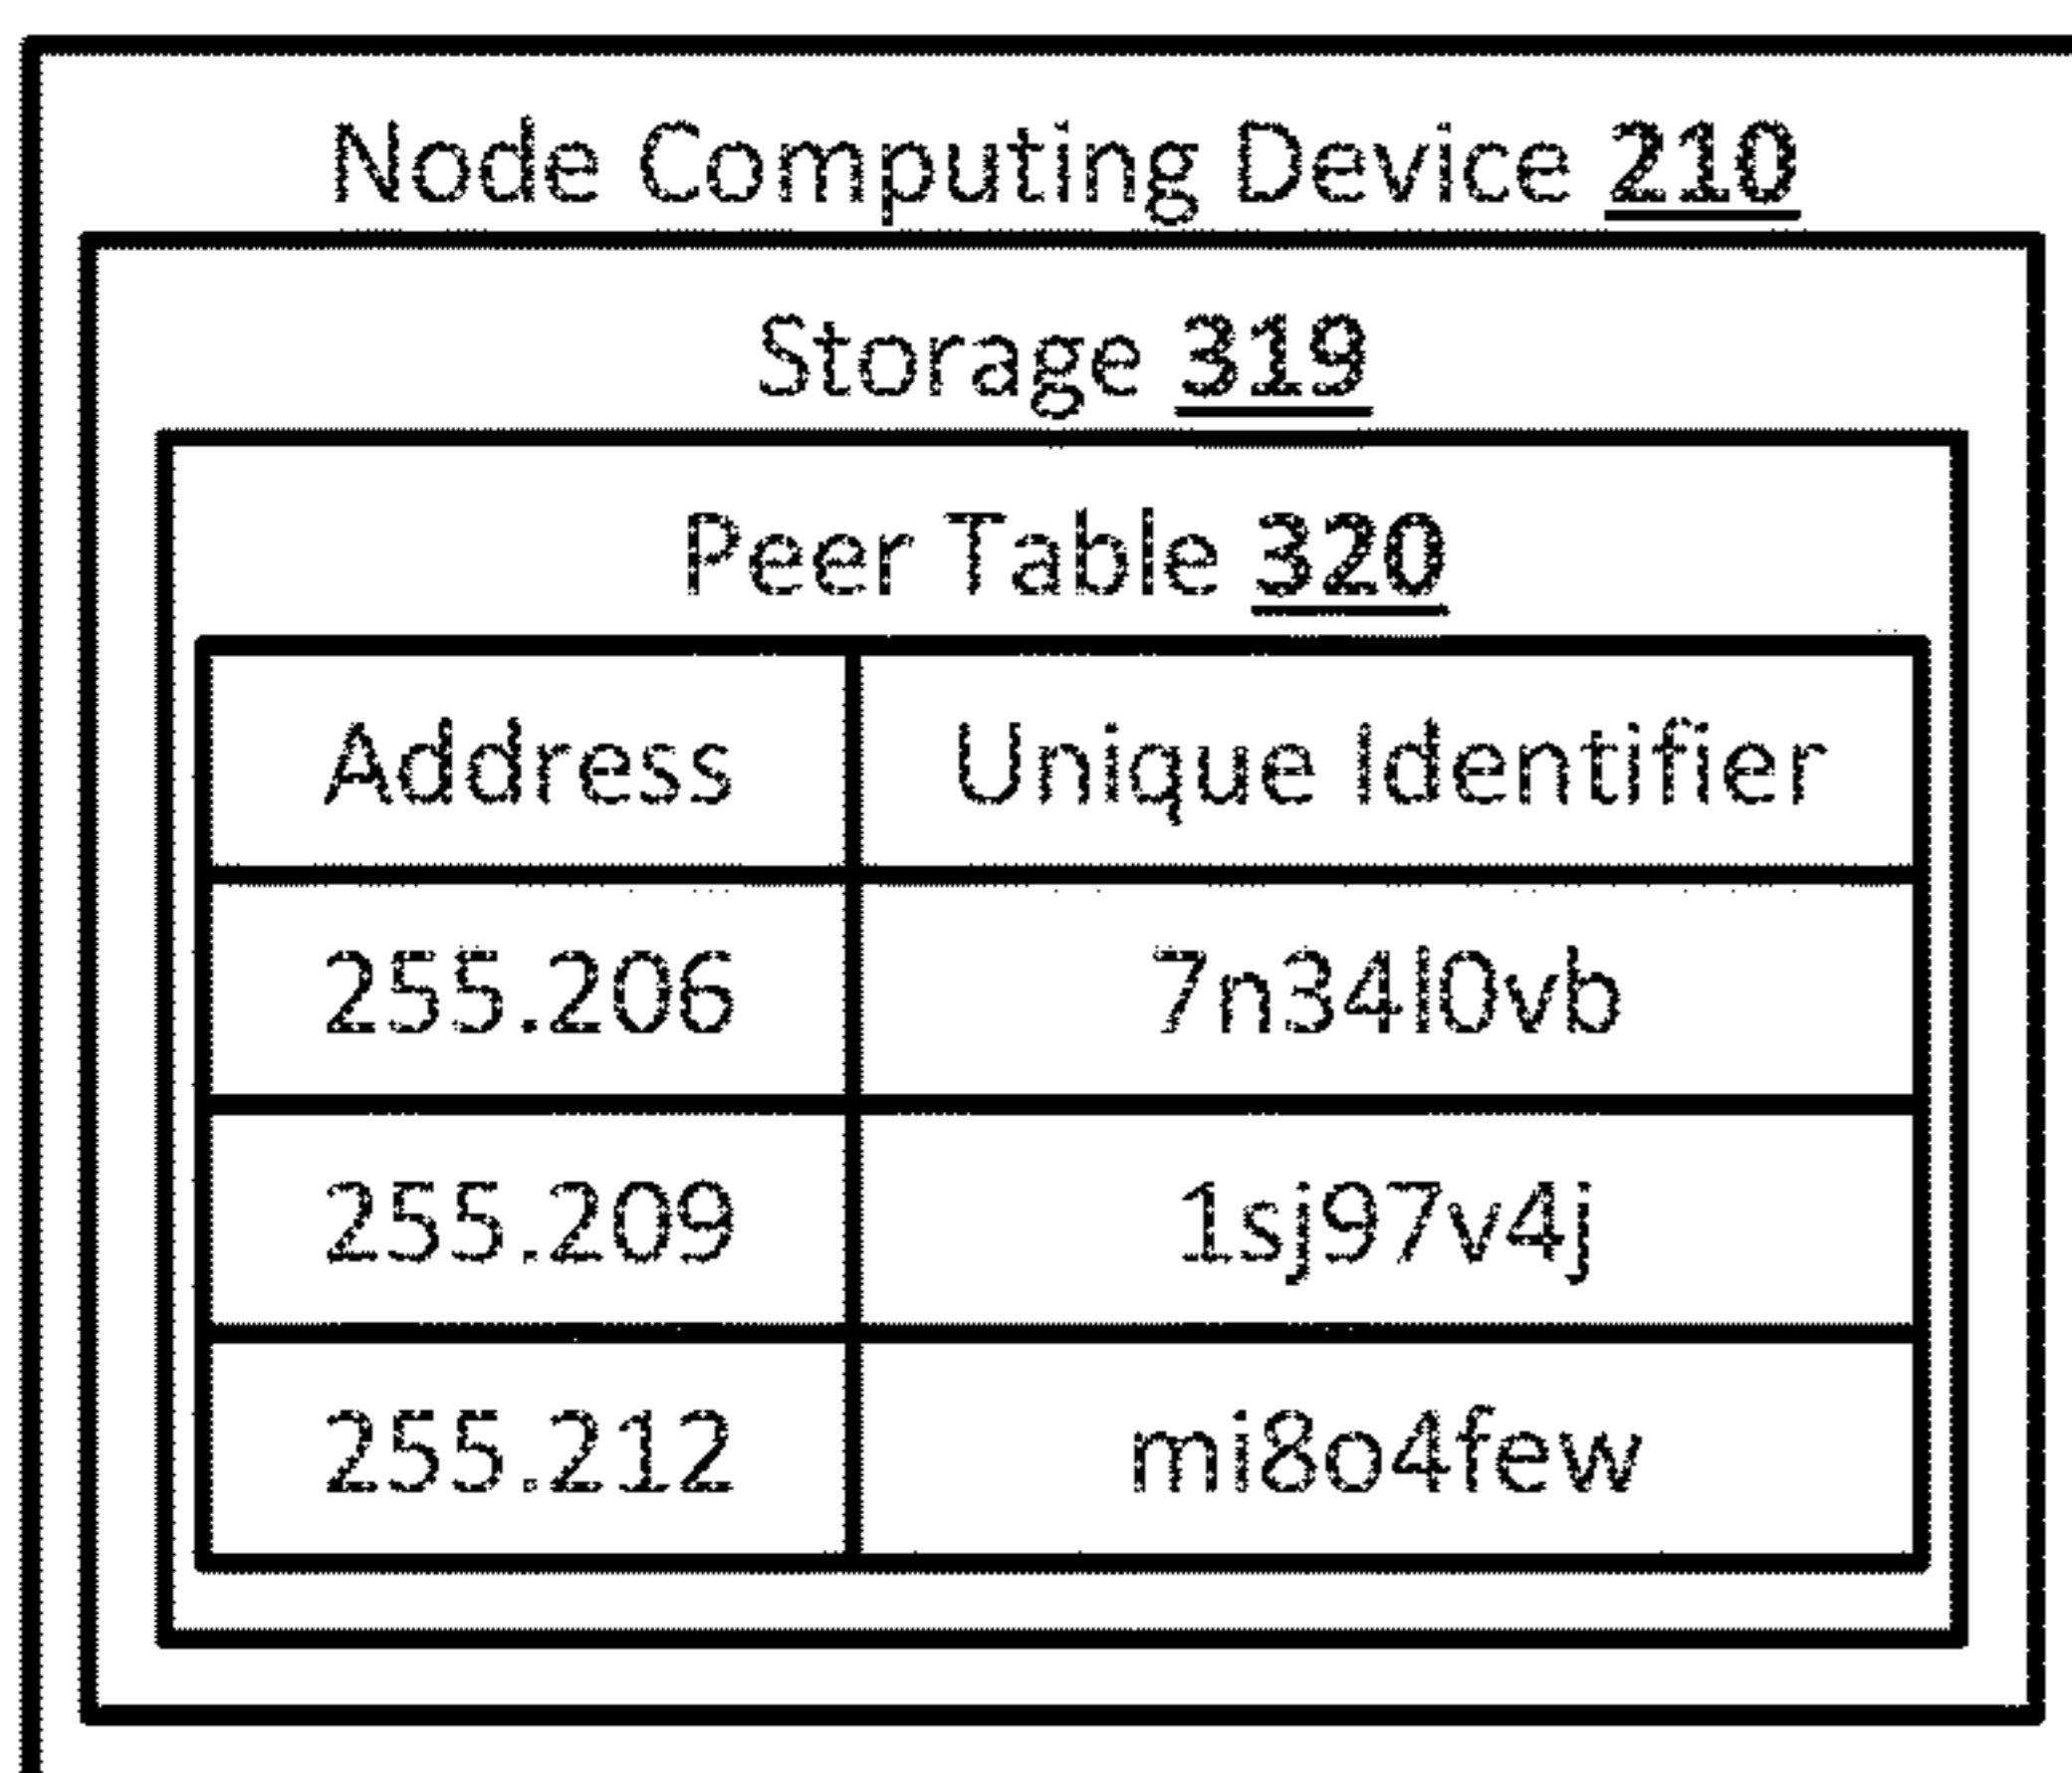 Node Computing Device 210
Storage 319
Peer Table 320
Address Unique Identifier
255.206 7n34l0vb
255.209 1sj97v4j
255.212 mi8o4few